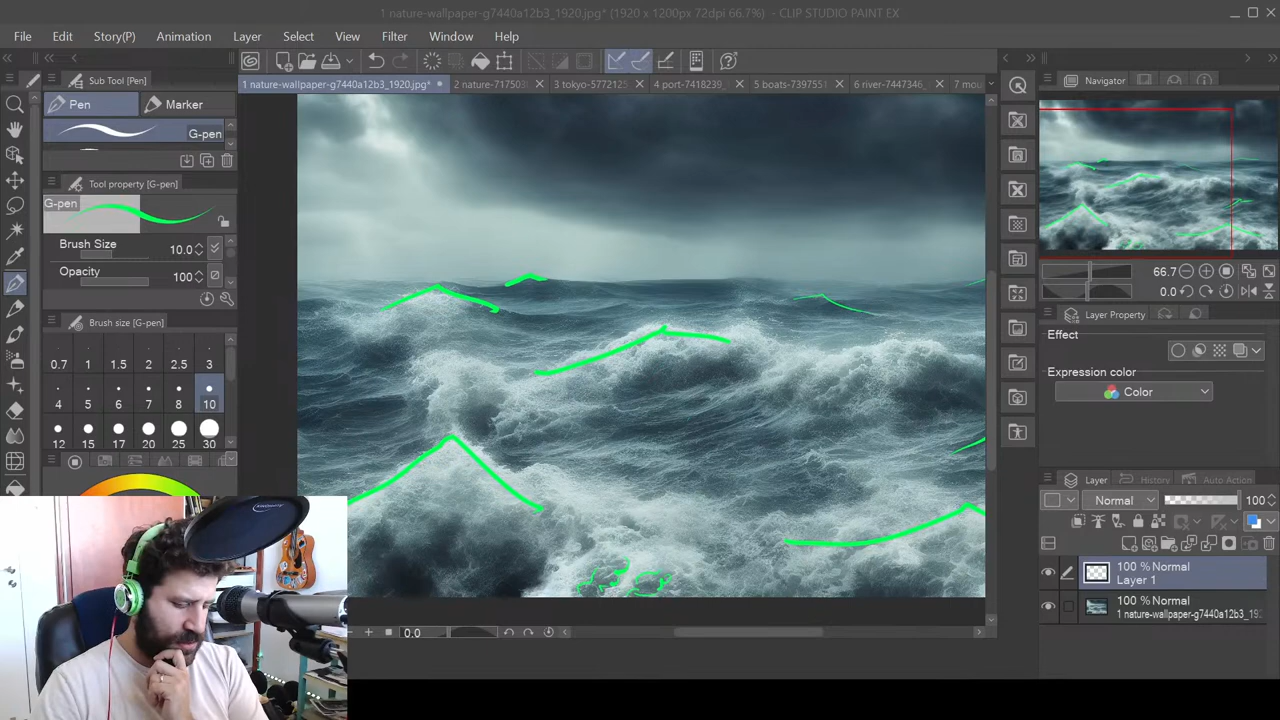 1 nature-wallpaper-g7440a12b3_1920.jpg* (1920 x 1200px 72dpi 66.7%)  - CLIP STUDIO PAINT EX
File Edit Story(P) Animation Layer Select View Filter Window Help
Sub Tool [Pen]
1 nature-wallpaper-g7440a12b3_1920.jpg* 2 nature-717503 3 tokyo-5772125 4 port-7418239_ 5 boats-7397551 6 river-7447346_ 7 mou
Navigator
Pen Marker
G-pen
Tool property [G-pen]
G-pen
Brush Size 10.0
Opacity 100
Brush size [G-pen]
0.7 1 1.5 2 2.5 3
4 5 6 7 8 10
12 15 17 20 25 30
0.0
66.7
0.0
Layer Property
Effect
Expression color
Color
Layer History Auto Action
Normal 100
100 % Normal
Layer 1
100 % Normal
1 nature-wallpaper-g7440a12b3_19